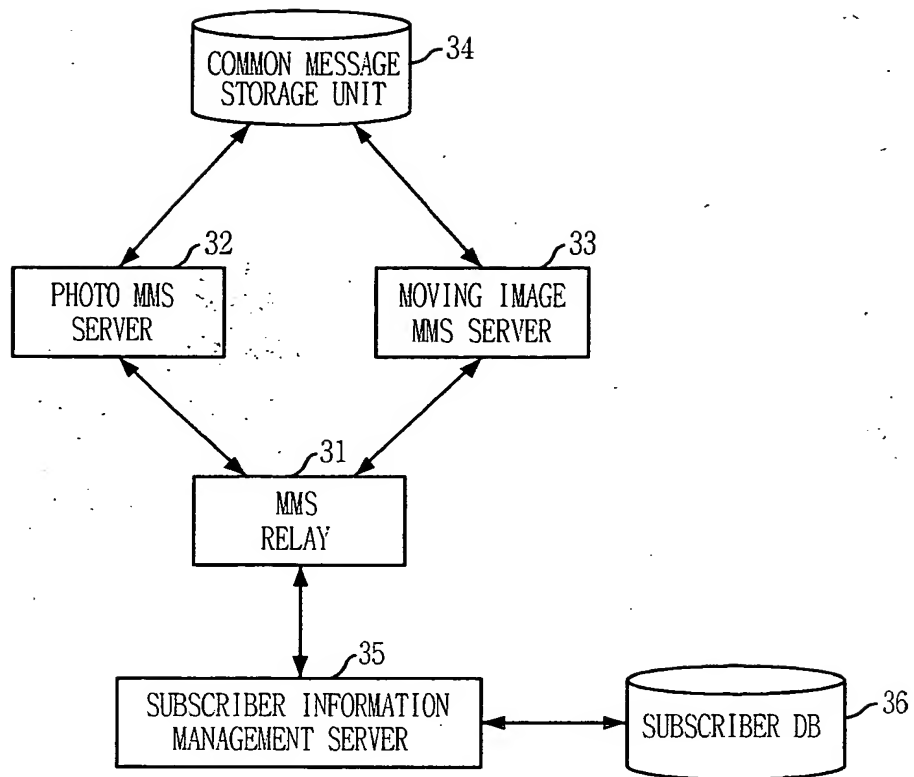 COMMON MESSAGE
STORAGE UNIT
34
32
PHOTO MMS
SERVER
33
MOVING IMAGE
MMS SERVER
31
MMS
RELAY
35
SUBSCRIBER INFORMATION
MANAGEMENT SERVER
SUBSCRIBER DB
36